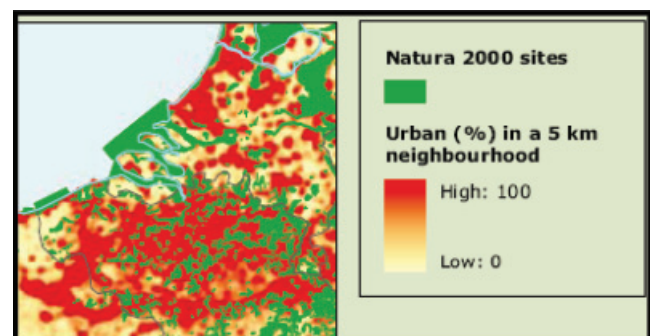 Natura 2000 sites
Urban (%) in a 5 km
neighbourhood
High: 100
Low: 0